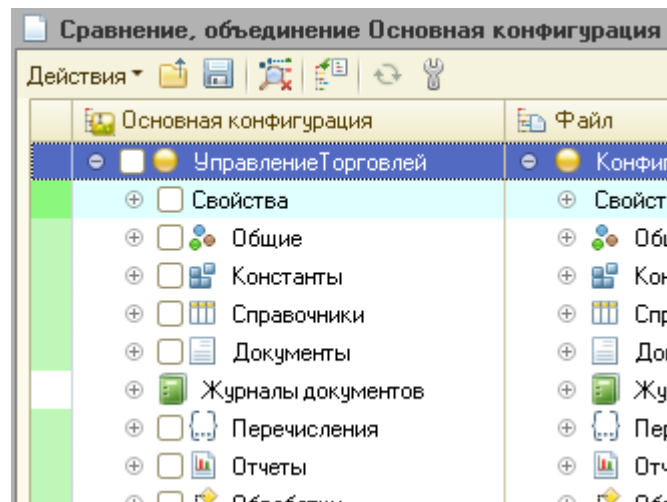 Сравнение, объединение Основная конфигурация
Действия
Основная конфигурация Файл
УправлениеТорговлей
Свойства
Общие
Константы
Справочники
Документы
Журналы документов
Перечисления
Отчеты